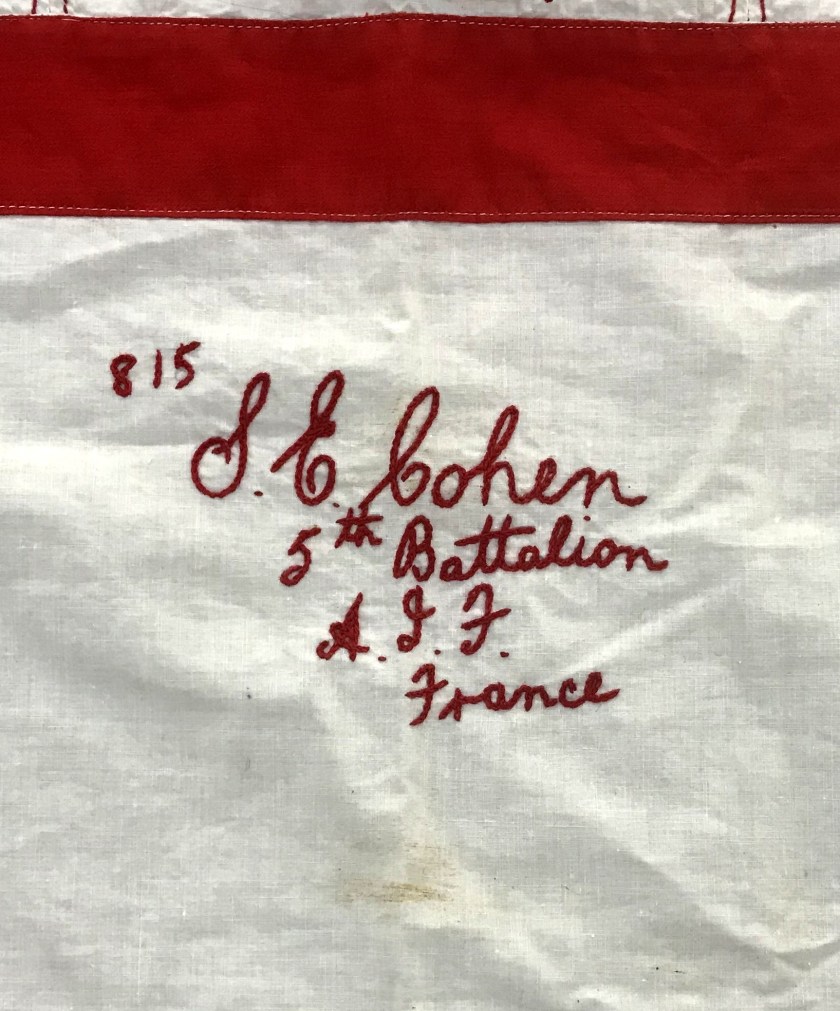 815
S. E. Cohen
5th Battalion
A. I. F.
France